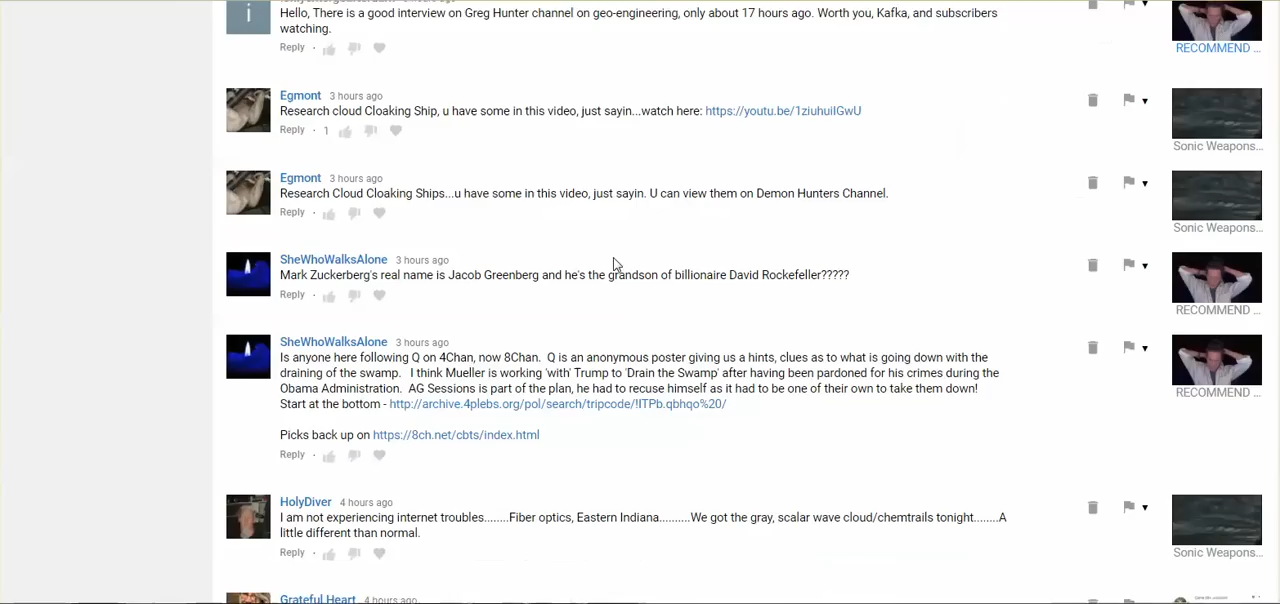 i
Hello, There is a good interview on Greg Hunter channel on geo-engineering, only about 17 hours ago. Worth you, Kafka, and subscribers
watching.
Reply ·
RECOMMEND ...
Egmont 3 hours ago
Research cloud Cloaking Ship, u have some in this video, just sayin...watch here: https://youtu.be/1ziuhuiIGwU
Reply · 1
Sonic Weapons...
Egmont 3 hours ago
Research Cloud Cloaking Ships...u have some in this video, just sayin. U can view them on Demon Hunters Channel.
Reply ·
Sonic Weapons...
SheWhoWalksAlone 3 hours ago
Mark Zuckerberg's real name is Jacob Greenberg and he's the grandson of billionaire David Rockefeller?????
Reply ·
RECOMMEND ...
SheWhoWalksAlone 3 hours ago
Is anyone here following Q on 4Chan, now 8Chan. Q is an anonymous poster giving us a hints, clues as to what is going down with the
draining of the swamp. I think Mueller is working 'with' Trump to 'Drain the Swamp' after having been pardoned for his crimes during the
Obama Administration. AG Sessions is part of the plan, he had to recuse himself as it had to be one of their own to take them down!
Start at the bottom - http://archive.4plebs.org/pol/search/tripcode/!ITPb.qbhqo%20/
Picks back up on https://8ch.net/cbts/index.html
Reply ·
RECOMMEND ...
HolyDiver 4 hours ago
I am not experiencing internet troubles........Fiber optics, Eastern Indiana..........We got the gray, scalar wave cloud/chemtrails tonight.......A
little different than normal.
Reply ·
Sonic Weapons...
Grateful Heart 4 hours ago